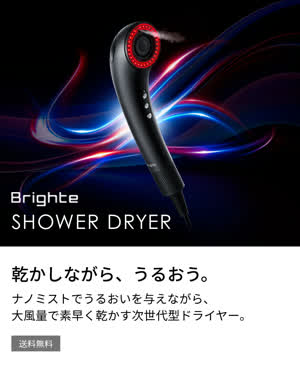 Brighte
SHOWER DRYER
乾かしながら、うるおう。
ナノミストでうるおいを与えながら、
大風量で素早く乾かす次世代型ドライヤー。
送料無料